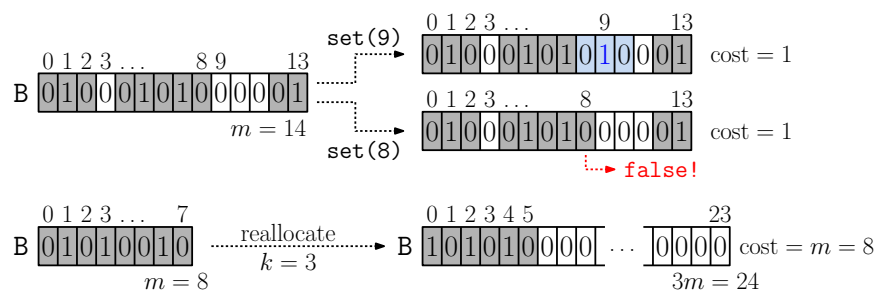 0 1 2 3 … 8 9 13
B 0 1 0 0 0 1 0 1 0 0 0 0 0 1
m = 14
set(9)
set(8)
0 1 2 3 … 9 13
0 1 0 0 0 1 0 1 0 1 0 0 0 1 cost = 1
0 1 2 3 … 8 13
0 1 0 0 0 1 0 1 0 0 0 0 0 1 cost = 1
false!
0 1 2 3 … 7
B 0 1 0 1 0 0 1 0
m = 8
reallocate
k = 3
0 1 2 3 4 5 23
B 1 0 1 0 1 0 0 0 0 … 0 0 0 0 cost = m = 8
3m = 24